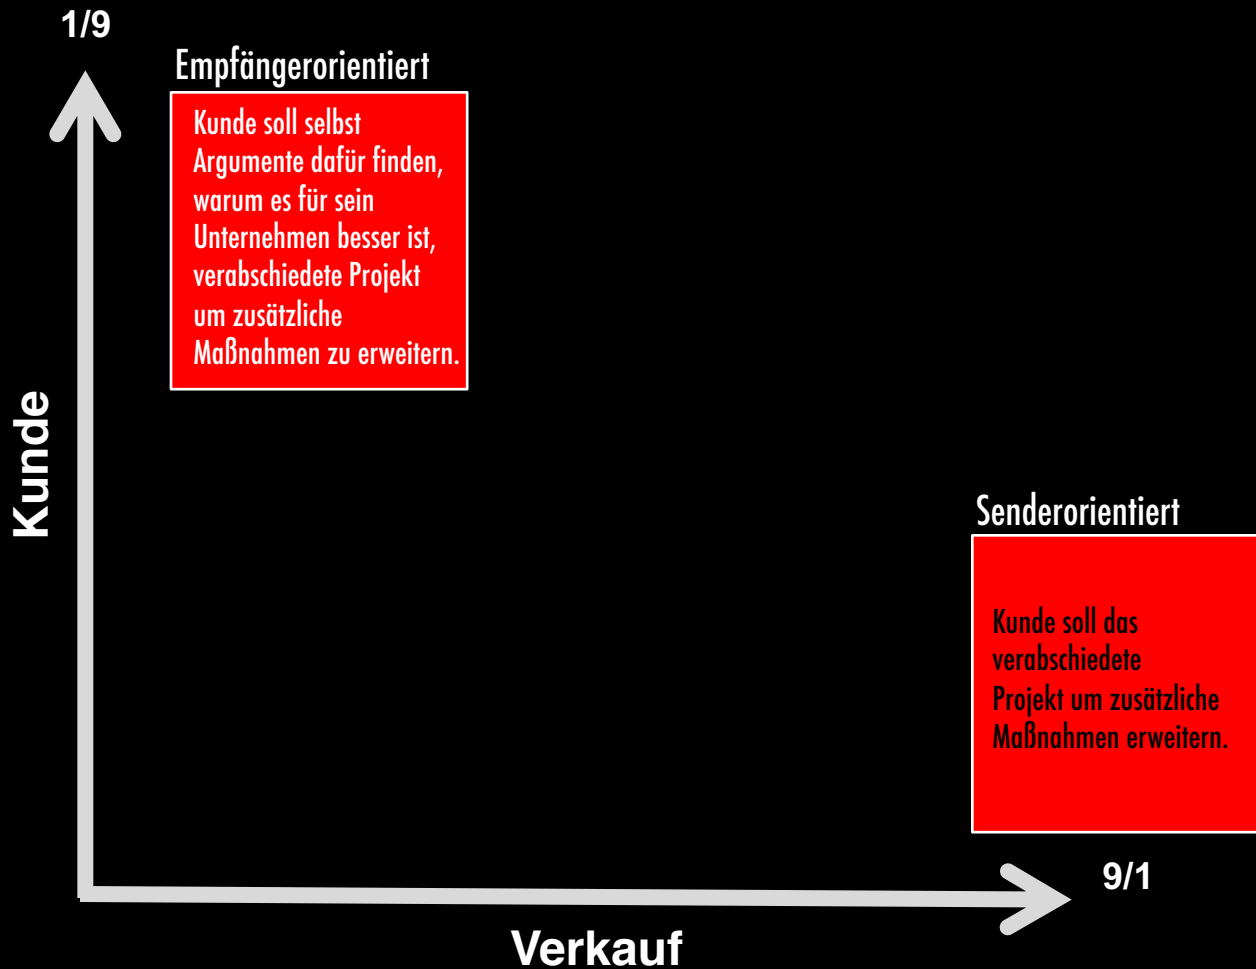 1/9
Empfängerorientiert
Kunde soll selbst
Argumente dafür finden,
warum es für sein
Unternehmen besser ist,
verabschiedete Projekt
um zusätzliche
Maßnahmen zu erweitern.
Kunde
Senderorientiert
Kunde soll das
verabschiedete
Projekt um zusätzliche
Maßnahmen erweitern.
9/1
Verkauf